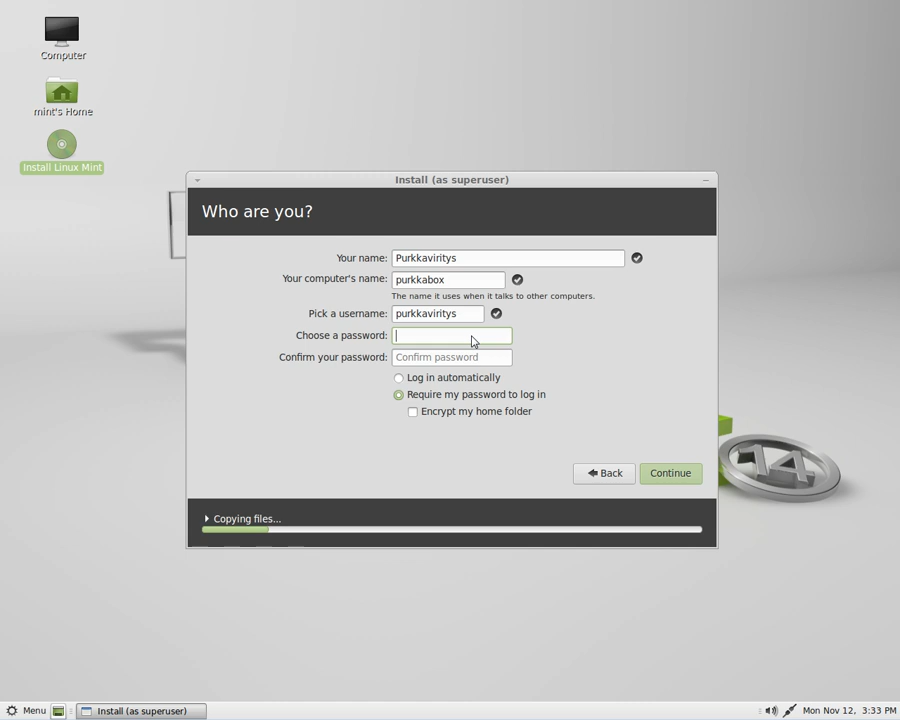 Computer
mint's Home
Install Linux Mint
Install (as superuser)
Who are you?
Your name: Purkkaviritys
Your computer's name: purkkabox
The name it uses when it talks to other computers.
Pick a username: purkkaviritys
Choose a password:
Confirm your password: Confirm password
Log in automatically
Require my password to log in
Encrypt my home folder
Back Continue
14
Copying files...
Menu Install (as superuser) Mon Nov 12, 3:33 PM